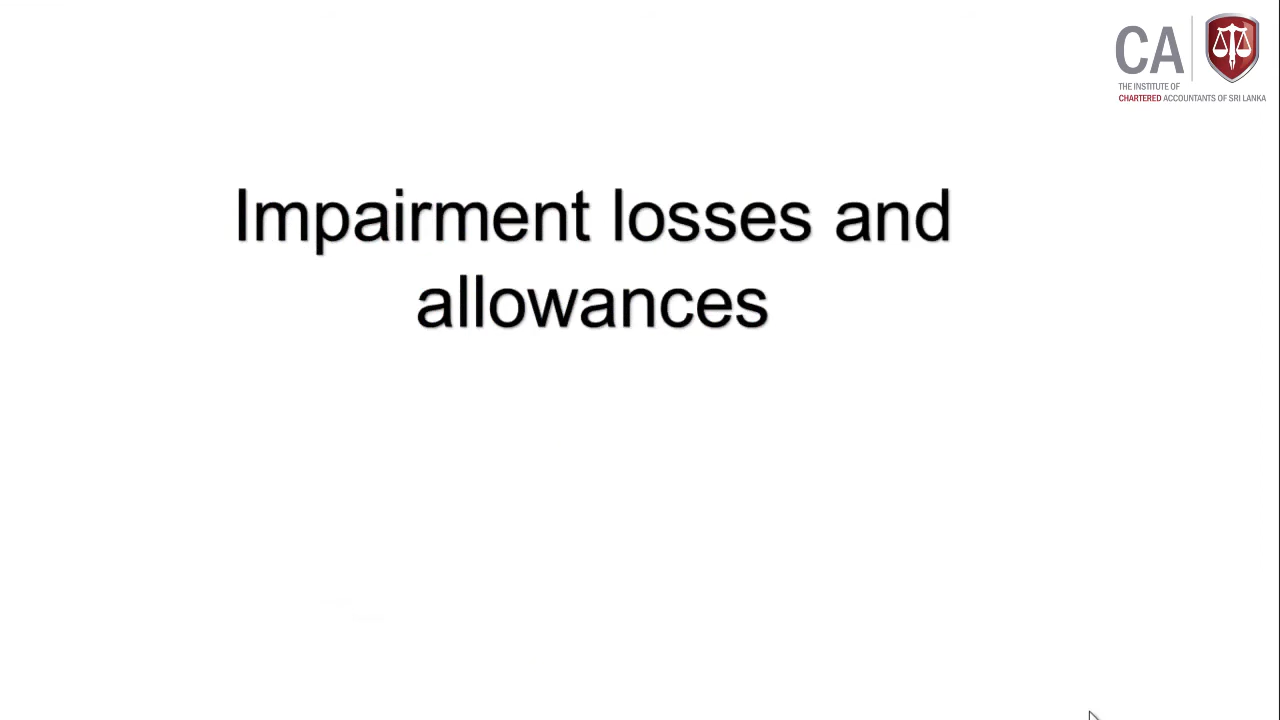 CA
THE INSTITUTE OF
CHARTERED ACCOUNTANTS OF SRI LANKA
Impairment losses and
allowances